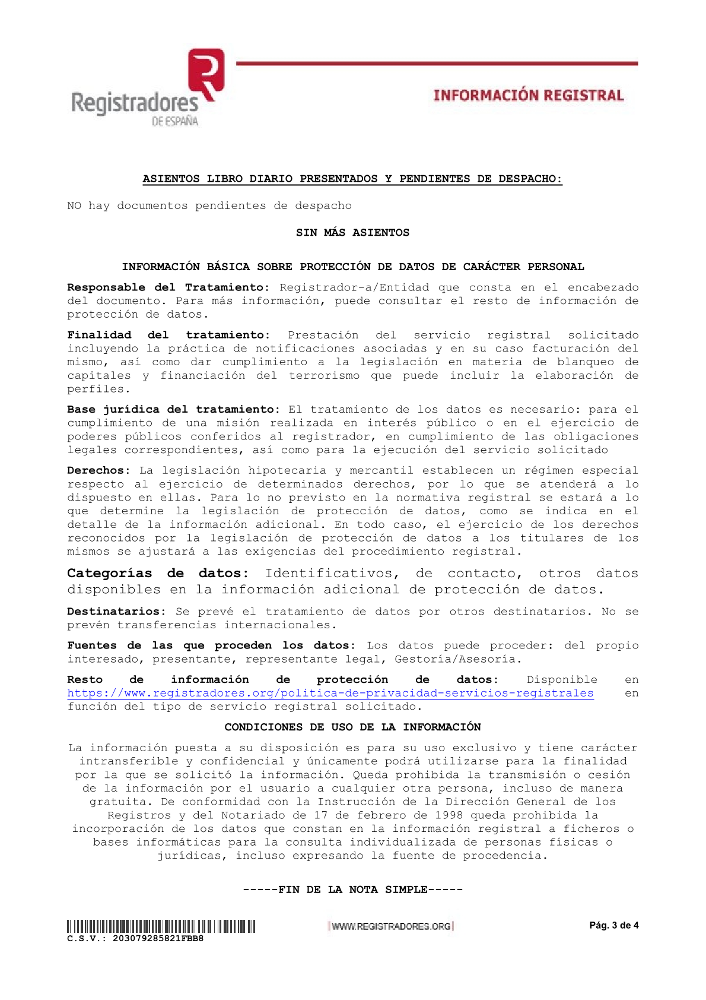 Registradores
DE ESPAÑA
INFORMACIÓN REGISTRAL
ASIENTOS LIBRO DIARIO PRESENTADOS Y PENDIENTES DE DESPACHO:
NO hay documentos pendientes de despacho
SIN MÁS ASIENTOS
INFORMACIÓN BÁSICA SOBRE PROTECCIÓN DE DATOS DE CARÁCTER PERSONAL
Responsable del Tratamiento: Registrador-a/Entidad que consta en el encabezado
del documento. Para más información, puede consultar el resto de información de
protección de datos.
Finalidad del tratamiento: Prestación del servicio registral solicitado
incluyendo la práctica de notificaciones asociadas y en su caso facturación del
mismo, así como dar cumplimiento a la legislación en materia de blanqueo de
capitales y financiación del terrorismo que puede incluir la elaboración de
perfiles.
Base jurídica del tratamiento: El tratamiento de los datos es necesario: para el
cumplimiento de una misión realizada en interés público o en el ejercicio de
poderes públicos conferidos al registrador, en cumplimiento de las obligaciones
legales correspondientes, así como para la ejecución del servicio solicitado
Derechos: La legislación hipotecaria y mercantil establecen un régimen especial
respecto al ejercicio de determinados derechos, por lo que se atenderá a lo
dispuesto en ellas. Para lo no previsto en la normativa registral se estará a lo
que determine la legislación de protección de datos, como se indica en el
detalle de la información adicional. En todo caso, el ejercicio de los derechos
reconocidos por la legislación de protección de datos a los titulares de los
mismos se ajustará a las exigencias del procedimiento registral.
Categorías de datos: Identificativos, de contacto, otros datos
disponibles en la información adicional de protección de datos.
Destinatarios: Se prevé el tratamiento de datos por otros destinatarios. No se
prevén transferencias internacionales.
Fuentes de las que proceden los datos: Los datos puede proceder: del propio
interesado, presentante, representante legal, Gestoría/Asesoría.
Resto de información de protección de datos: Disponible en
https://www.registradores.org/politica-de-privacidad-servicios-registrales en
función del tipo de servicio registral solicitado.
CONDICIONES DE USO DE LA INFORMACIÓN
La información puesta a su disposición es para su uso exclusivo y tiene carácter
intransferible y confidencial y únicamente podrá utilizarse para la finalidad
por la que se solicitó la información. Queda prohibida la transmisión o cesión
de la información por el usuario a cualquier otra persona, incluso de manera
gratuita. De conformidad con la Instrucción de la Dirección General de los
Registros y del Notariado de 17 de febrero de 1998 queda prohibida la
incorporación de los datos que constan en la información registral a ficheros o
bases informáticas para la consulta individualizada de personas físicas o
jurídicas, incluso expresando la fuente de procedencia.
-----FIN DE LA NOTA SIMPLE-----
C.S.V.: 203079285821FBB8
WWW.REGISTRADORES.ORG
Pág. 3 de 4